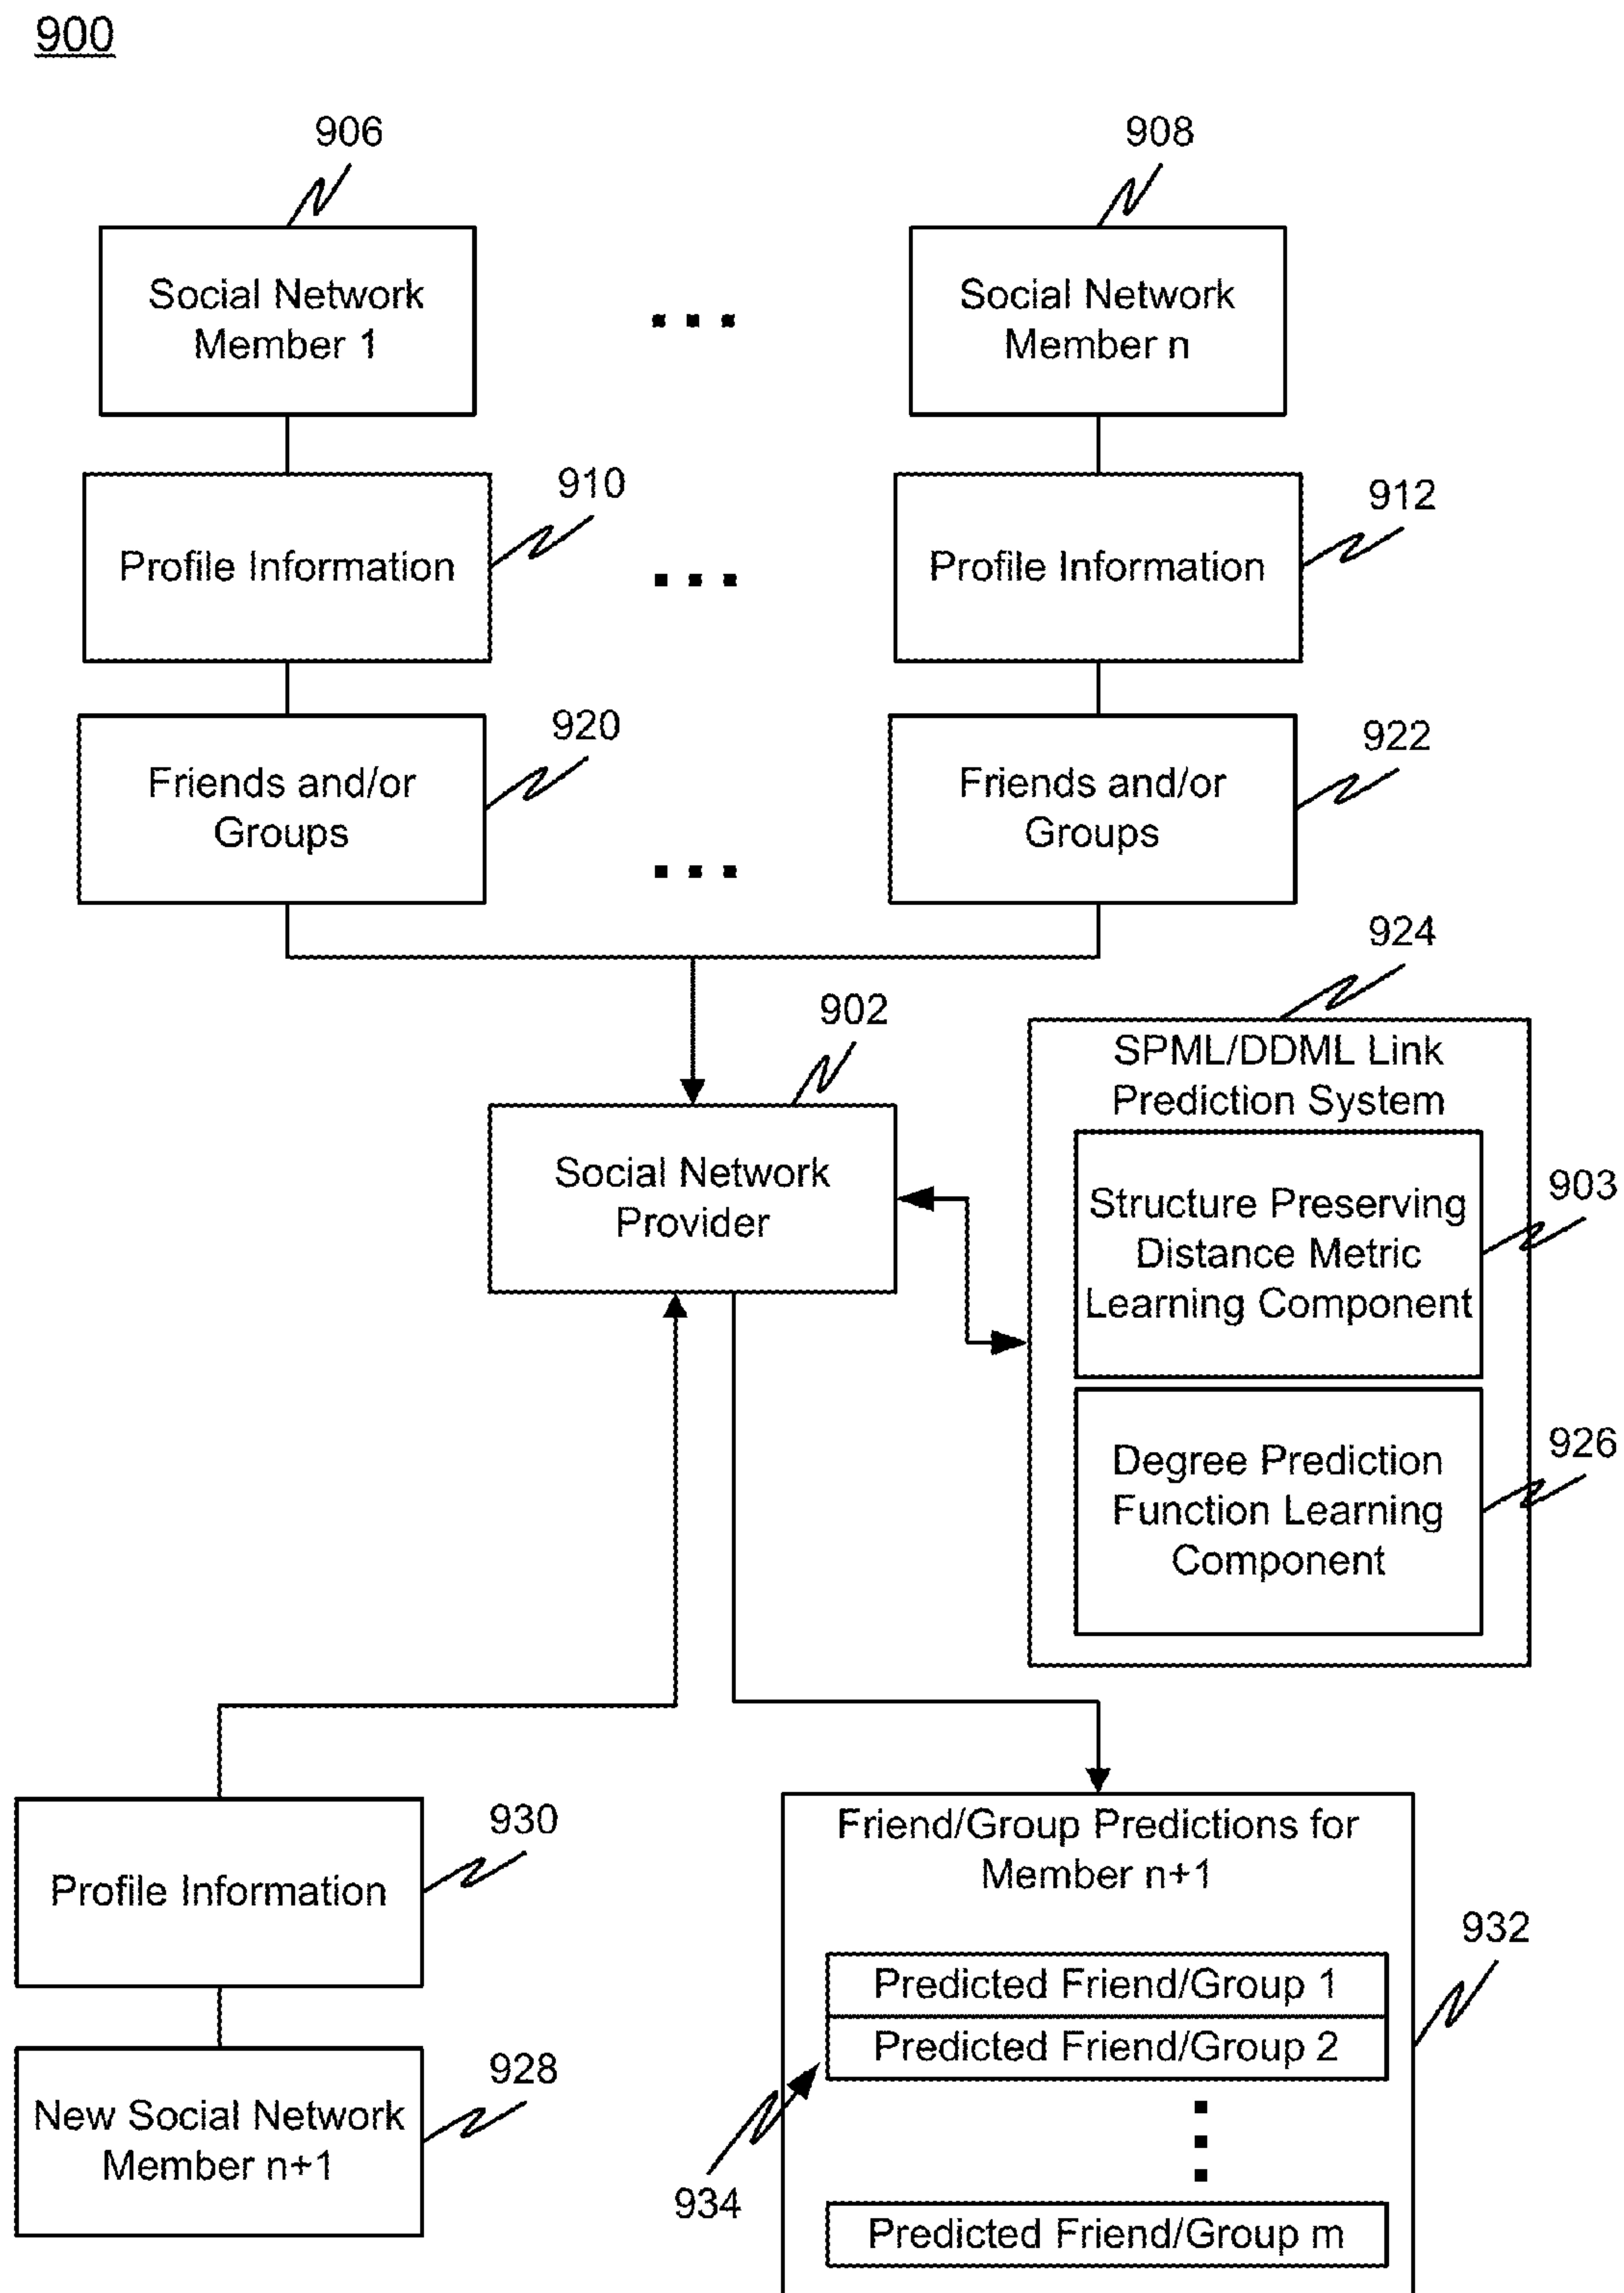 900
906
908
Social Network
Member 1
. . .
Social Network
Member n
910
912
Profile Information
. . .
Profile Information
920
922
Friends and/or
Groups
. . .
Friends and/or
Groups
924
902
SPML/DDML Link
Prediction System
Social Network
Provider
Structure Preserving
Distance Metric
Learning Component
903
Degree Prediction
Function Learning
Component
926
930
Profile Information
Friend/Group Predictions for
Member n+1
932
Predicted Friend/Group 1
Predicted Friend/Group 2
928
New Social Network
Member n+1
934
Predicted Friend/Group m